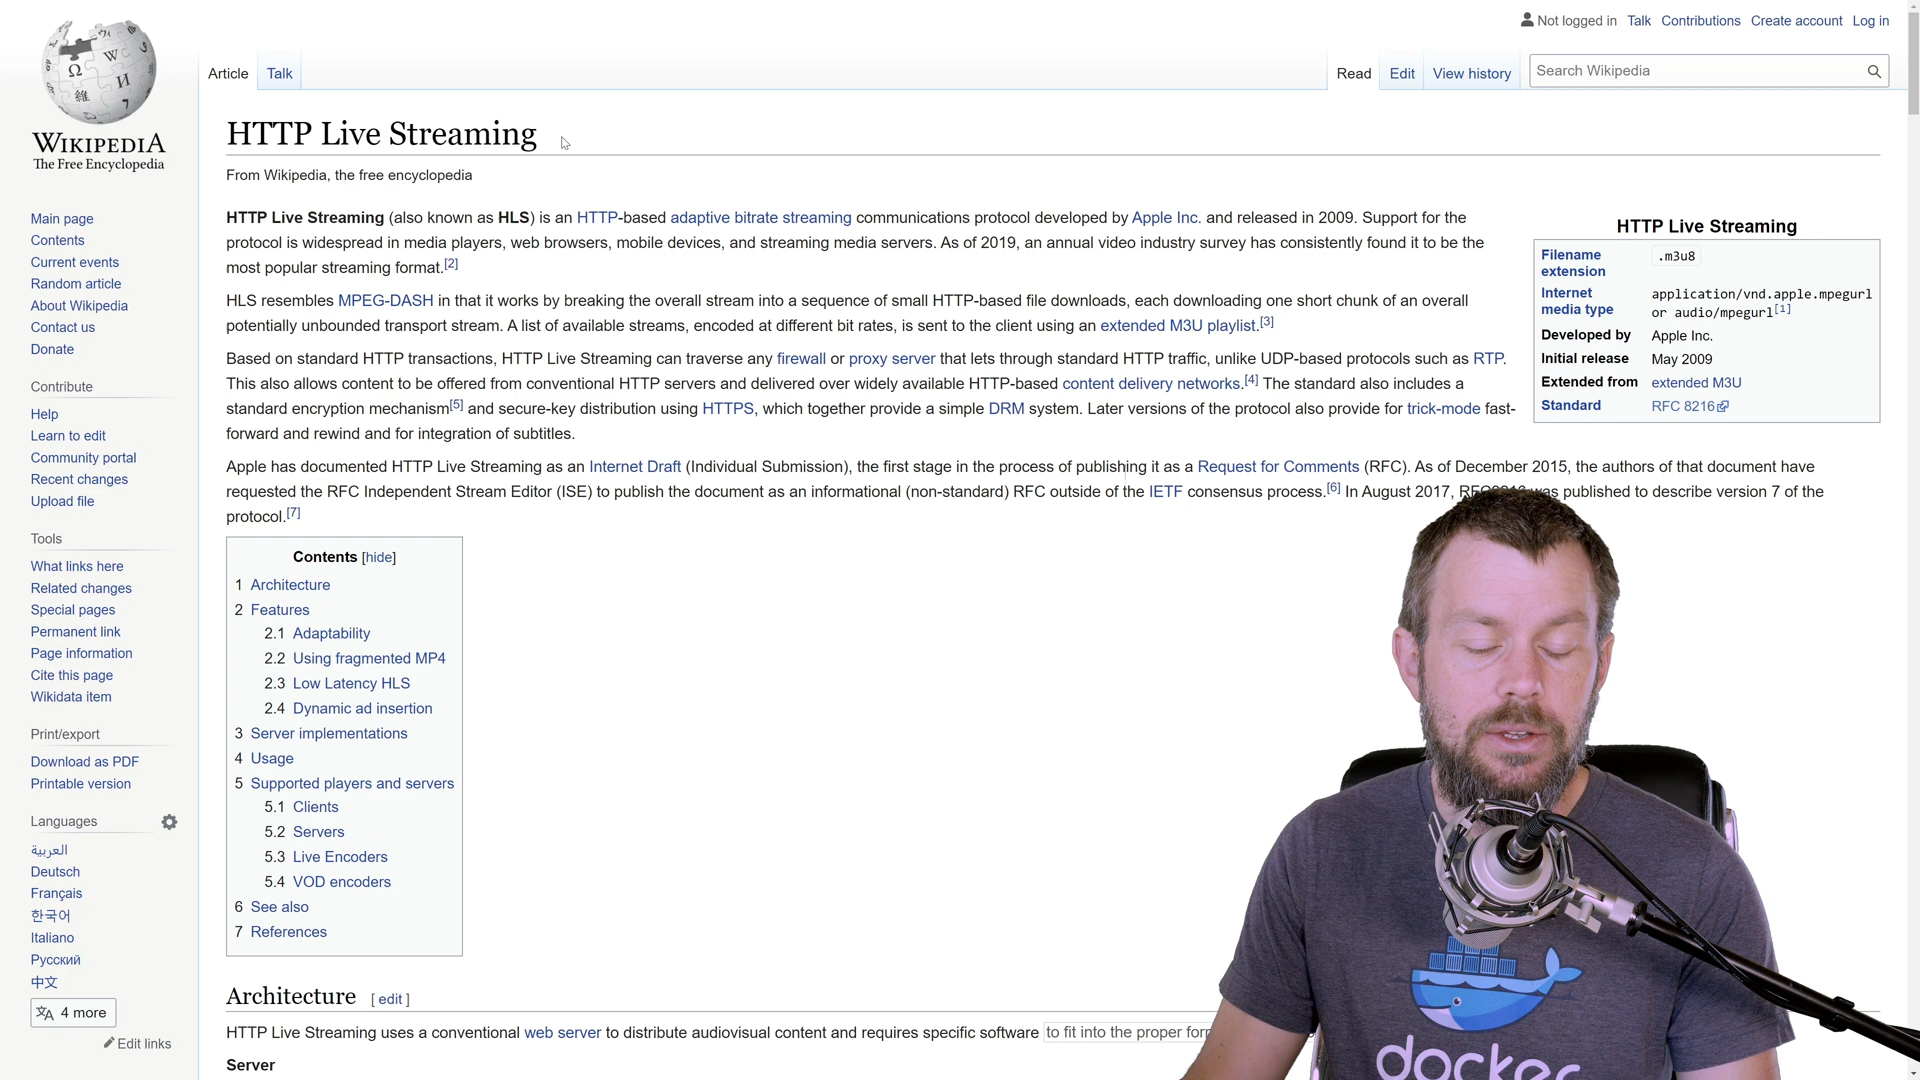 Not logged in Talk Contributions Create account Log in
Article Talk Read Edit View history Search Wikipedia
WIKIPEDIA
The Free Encyclopedia
Main page
Contents
Current events
Random article
About Wikipedia
Contact us
Donate
Contribute
Help
Learn to edit
Community portal
Recent changes
Upload file
Tools
What links here
Related changes
Special pages
Permanent link
Page information
Cite this page
Wikidata item
Print/export
Download as PDF
Printable version
Languages
العربية
Deutsch
Français
한국어
Italiano
Русский
中文
4 more
Edit links
HTTP Live Streaming
From Wikipedia, the free encyclopedia
HTTP Live Streaming (also known as HLS) is an HTTP-based adaptive bitrate streaming communications protocol developed by Apple Inc. and released in 2009. Support for the
protocol is widespread in media players, web browsers, mobile devices, and streaming media servers. As of 2019, an annual video industry survey has consistently found it to be the
most popular streaming format.[2]
HLS resembles MPEG-DASH in that it works by breaking the overall stream into a sequence of small HTTP-based file downloads, each downloading one short chunk of an overall
potentially unbounded transport stream. A list of available streams, encoded at different bit rates, is sent to the client using an extended M3U playlist.[3]
Based on standard HTTP transactions, HTTP Live Streaming can traverse any firewall or proxy server that lets through standard HTTP traffic, unlike UDP-based protocols such as RTP.
This also allows content to be offered from conventional HTTP servers and delivered over widely available HTTP-based content delivery networks.[4] The standard also includes a
standard encryption mechanism[5] and secure-key distribution using HTTPS, which together provide a simple DRM system. Later versions of the protocol also provide for trick-mode fast-
forward and rewind and for integration of subtitles.
Apple has documented HTTP Live Streaming as an Internet Draft (Individual Submission), the first stage in the process of publishing it as a Request for Comments (RFC). As of December 2015, the authors of that document have
requested the RFC Independent Stream Editor (ISE) to publish the document as an informational (non-standard) RFC outside of the IETF consensus process.[6] In August 2017, was published to describe version 7 of the
protocol.[7]
HTTP Live Streaming
Filename extension .m3u8
Internet media type application/vnd.apple.mpegurl
or audio/mpegurl[1]
Developed by Apple Inc.
Initial release May 2009
Extended from extended M3U
Standard RFC 8216
Contents [hide]
1 Architecture
2 Features
2.1 Adaptability
2.2 Using fragmented MP4
2.3 Low Latency HLS
2.4 Dynamic ad insertion
3 Server implementations
4 Usage
5 Supported players and servers
5.1 Clients
5.2 Servers
5.3 Live Encoders
5.4 VOD encoders
6 See also
7 References
Architecture [ edit ]
HTTP Live Streaming uses a conventional web server to distribute audiovisual content and requires specific software to fit into the proper
Server
docker